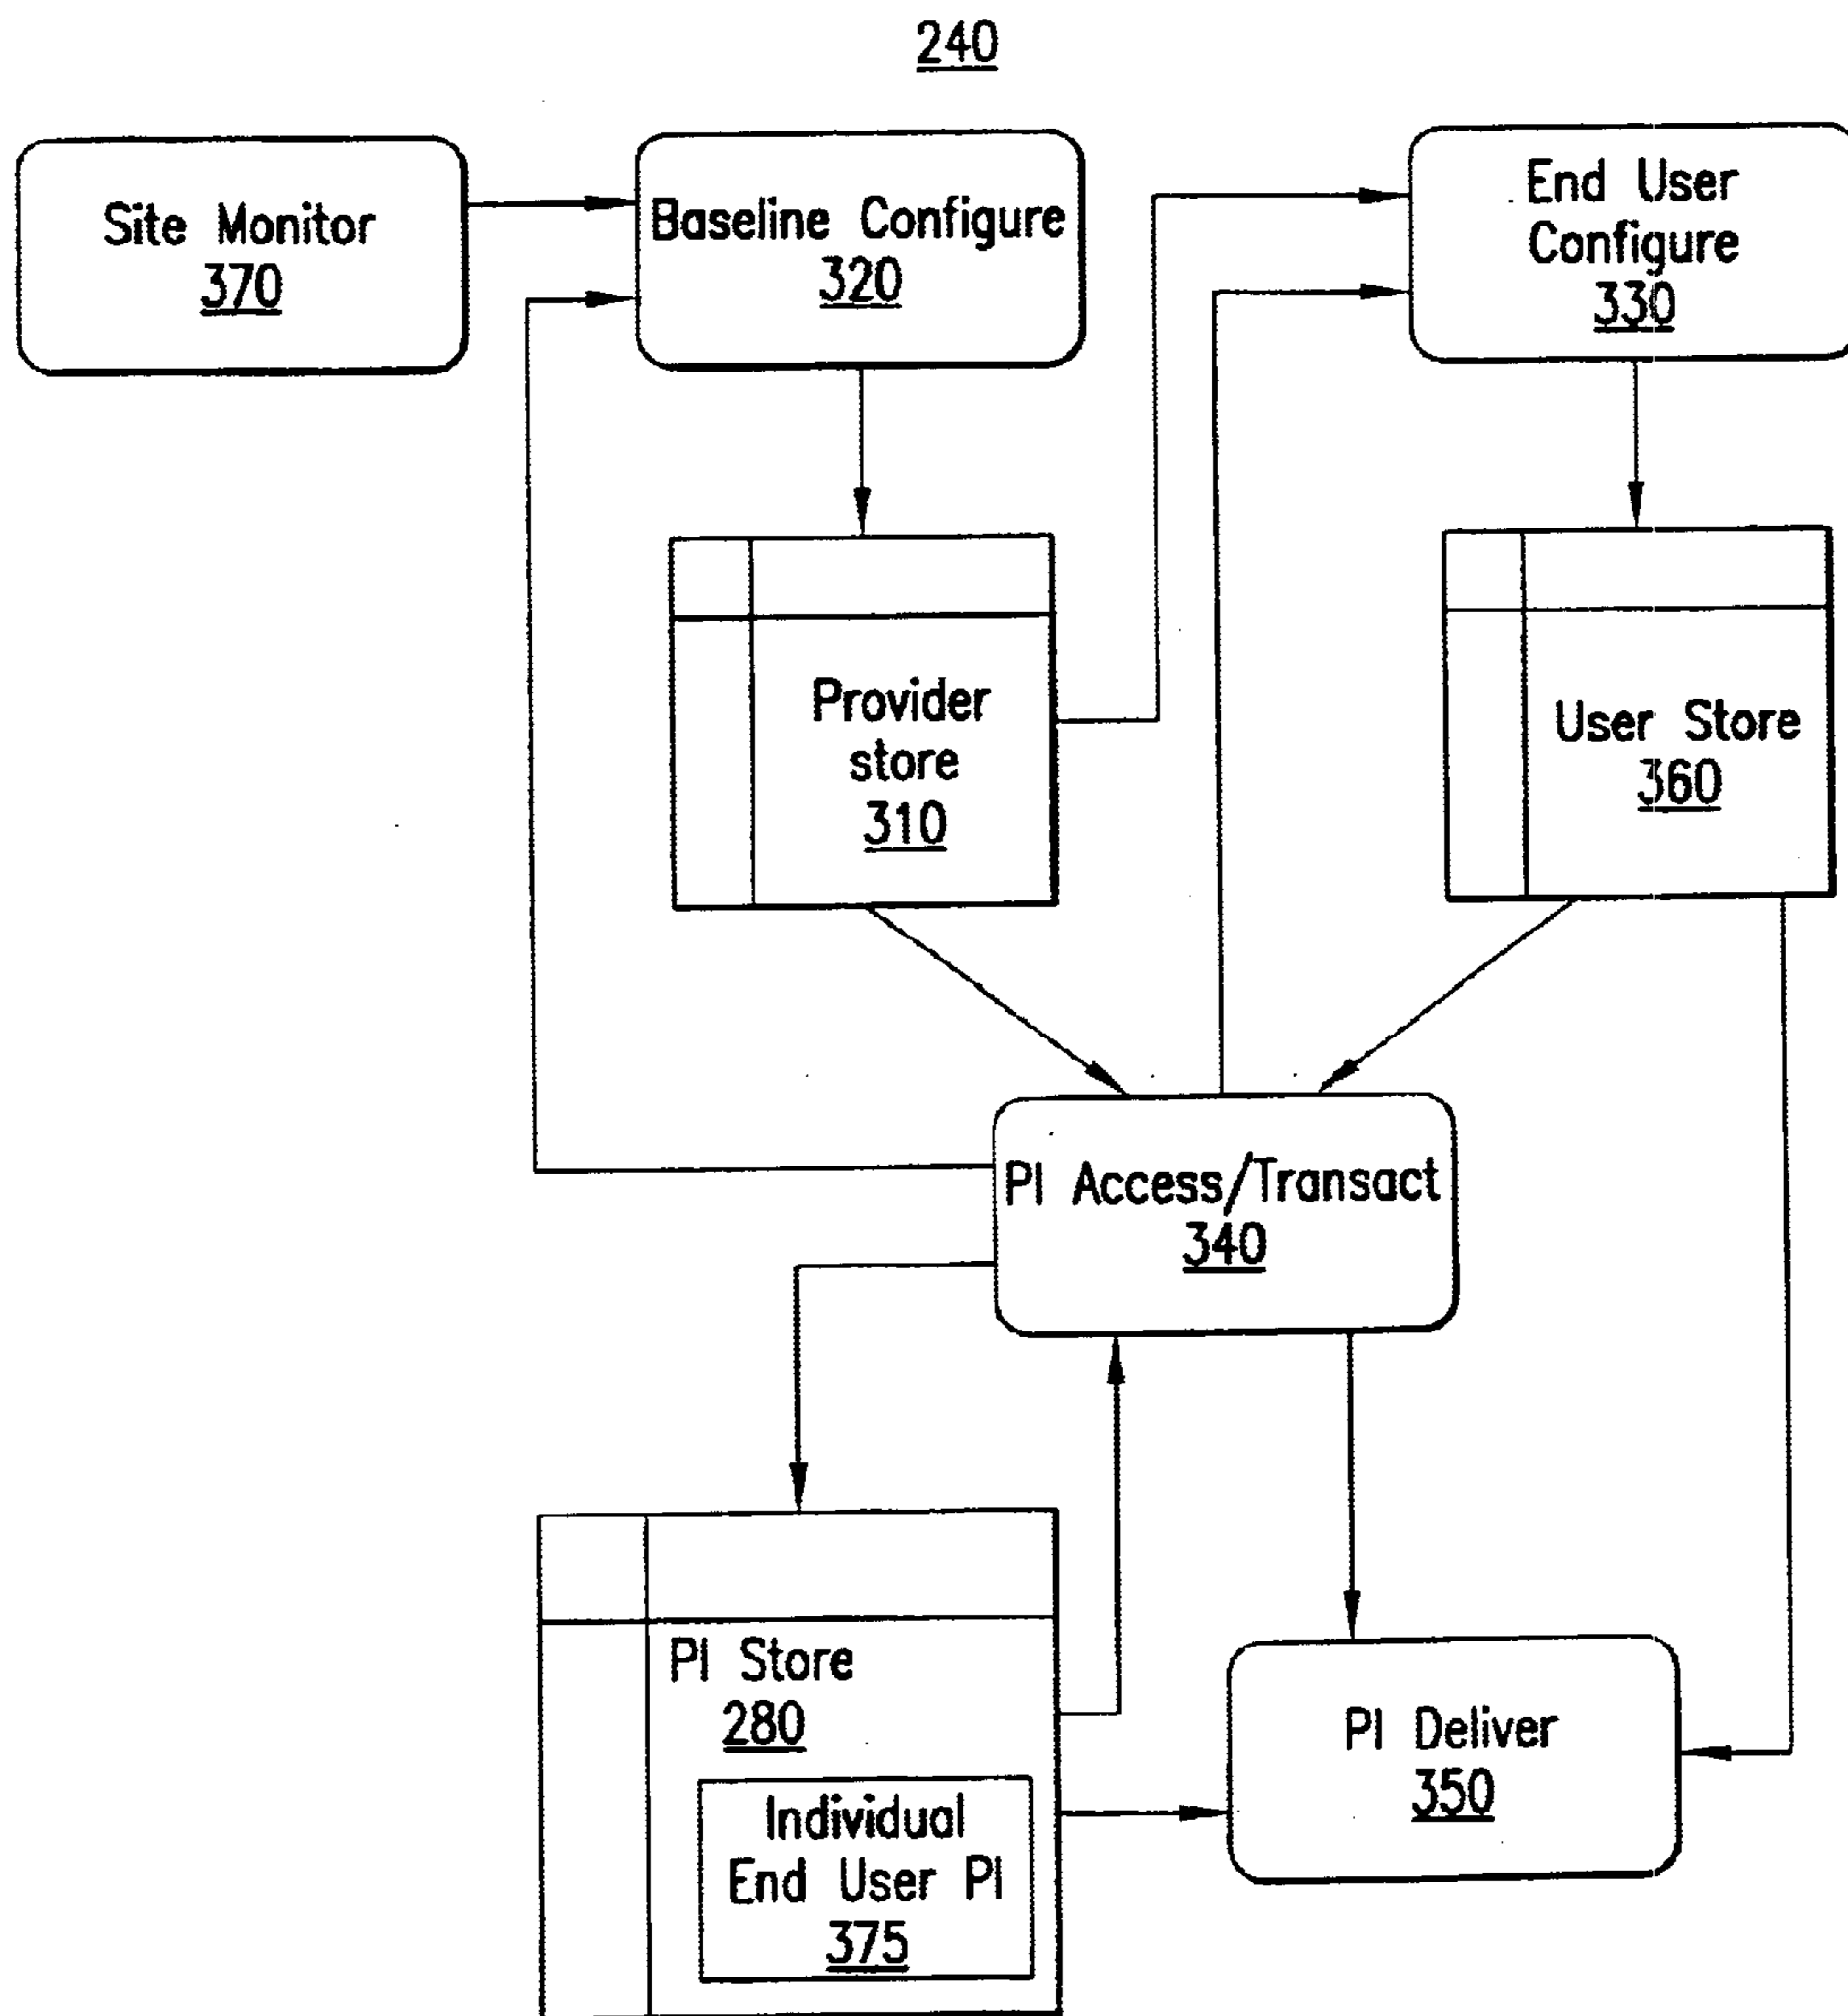 240
Site Monitor
370
Baseline Configure
320
End User
Configure
330
Provider
store
310
User Store
360
PI Access/Transact
340
PI Store
280
Individual
End User PI
375
PI Deliver
350